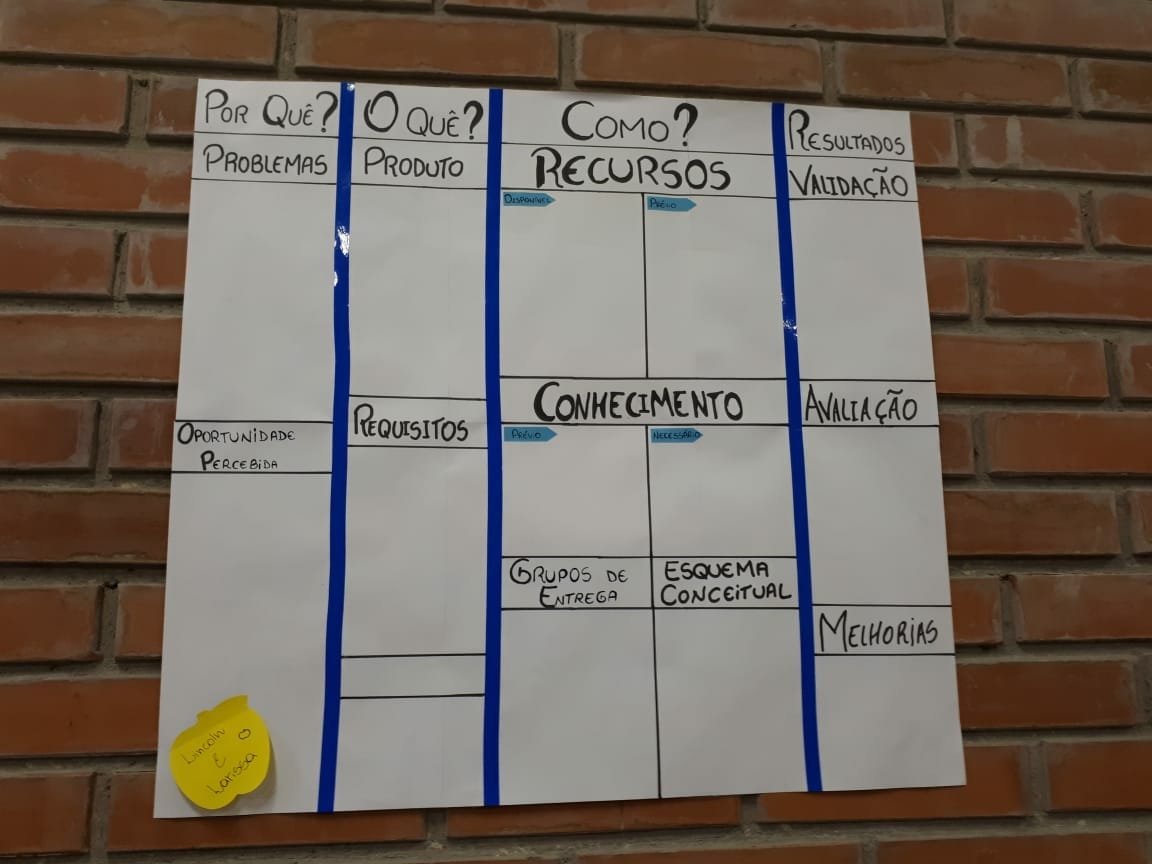 POR QUÊ?
PROBLEMAS
OPORTUNIDADE
PERCEBIDA
Lincoln
E
Larissa
O QUÊ?
PRODUTO
REQUISITOS
COMO?
RECURSOS
DISPONÍVEL
PRÉVIO
CONHECIMENTO
PRÉVIO
NECESSÁRIO
GRUPOS DE
ENTREGA
ESQUEMA
CONCEITUAL
RESULTADOS
VALIDAÇÃO
AVALIAÇÃO
MELHORIAS